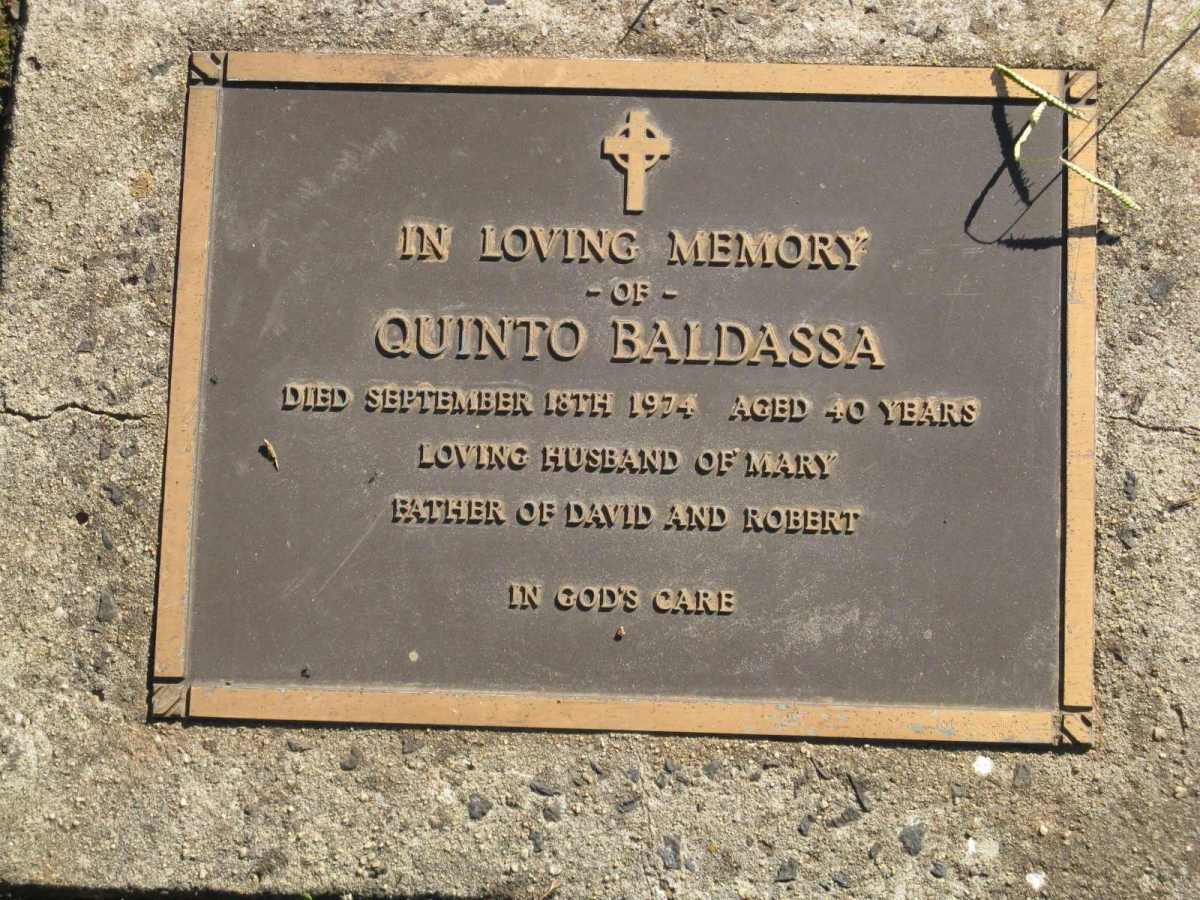 IN LOVING MEMORY
- OF -
QUINTO BALDASSA
DIED SEPTEMBER 18TH 1974 AGED 40 YEARS
LOVING HUSBAND OF MARY
FATHER OF DAVID AND ROBERT
IN GOD'S CARE